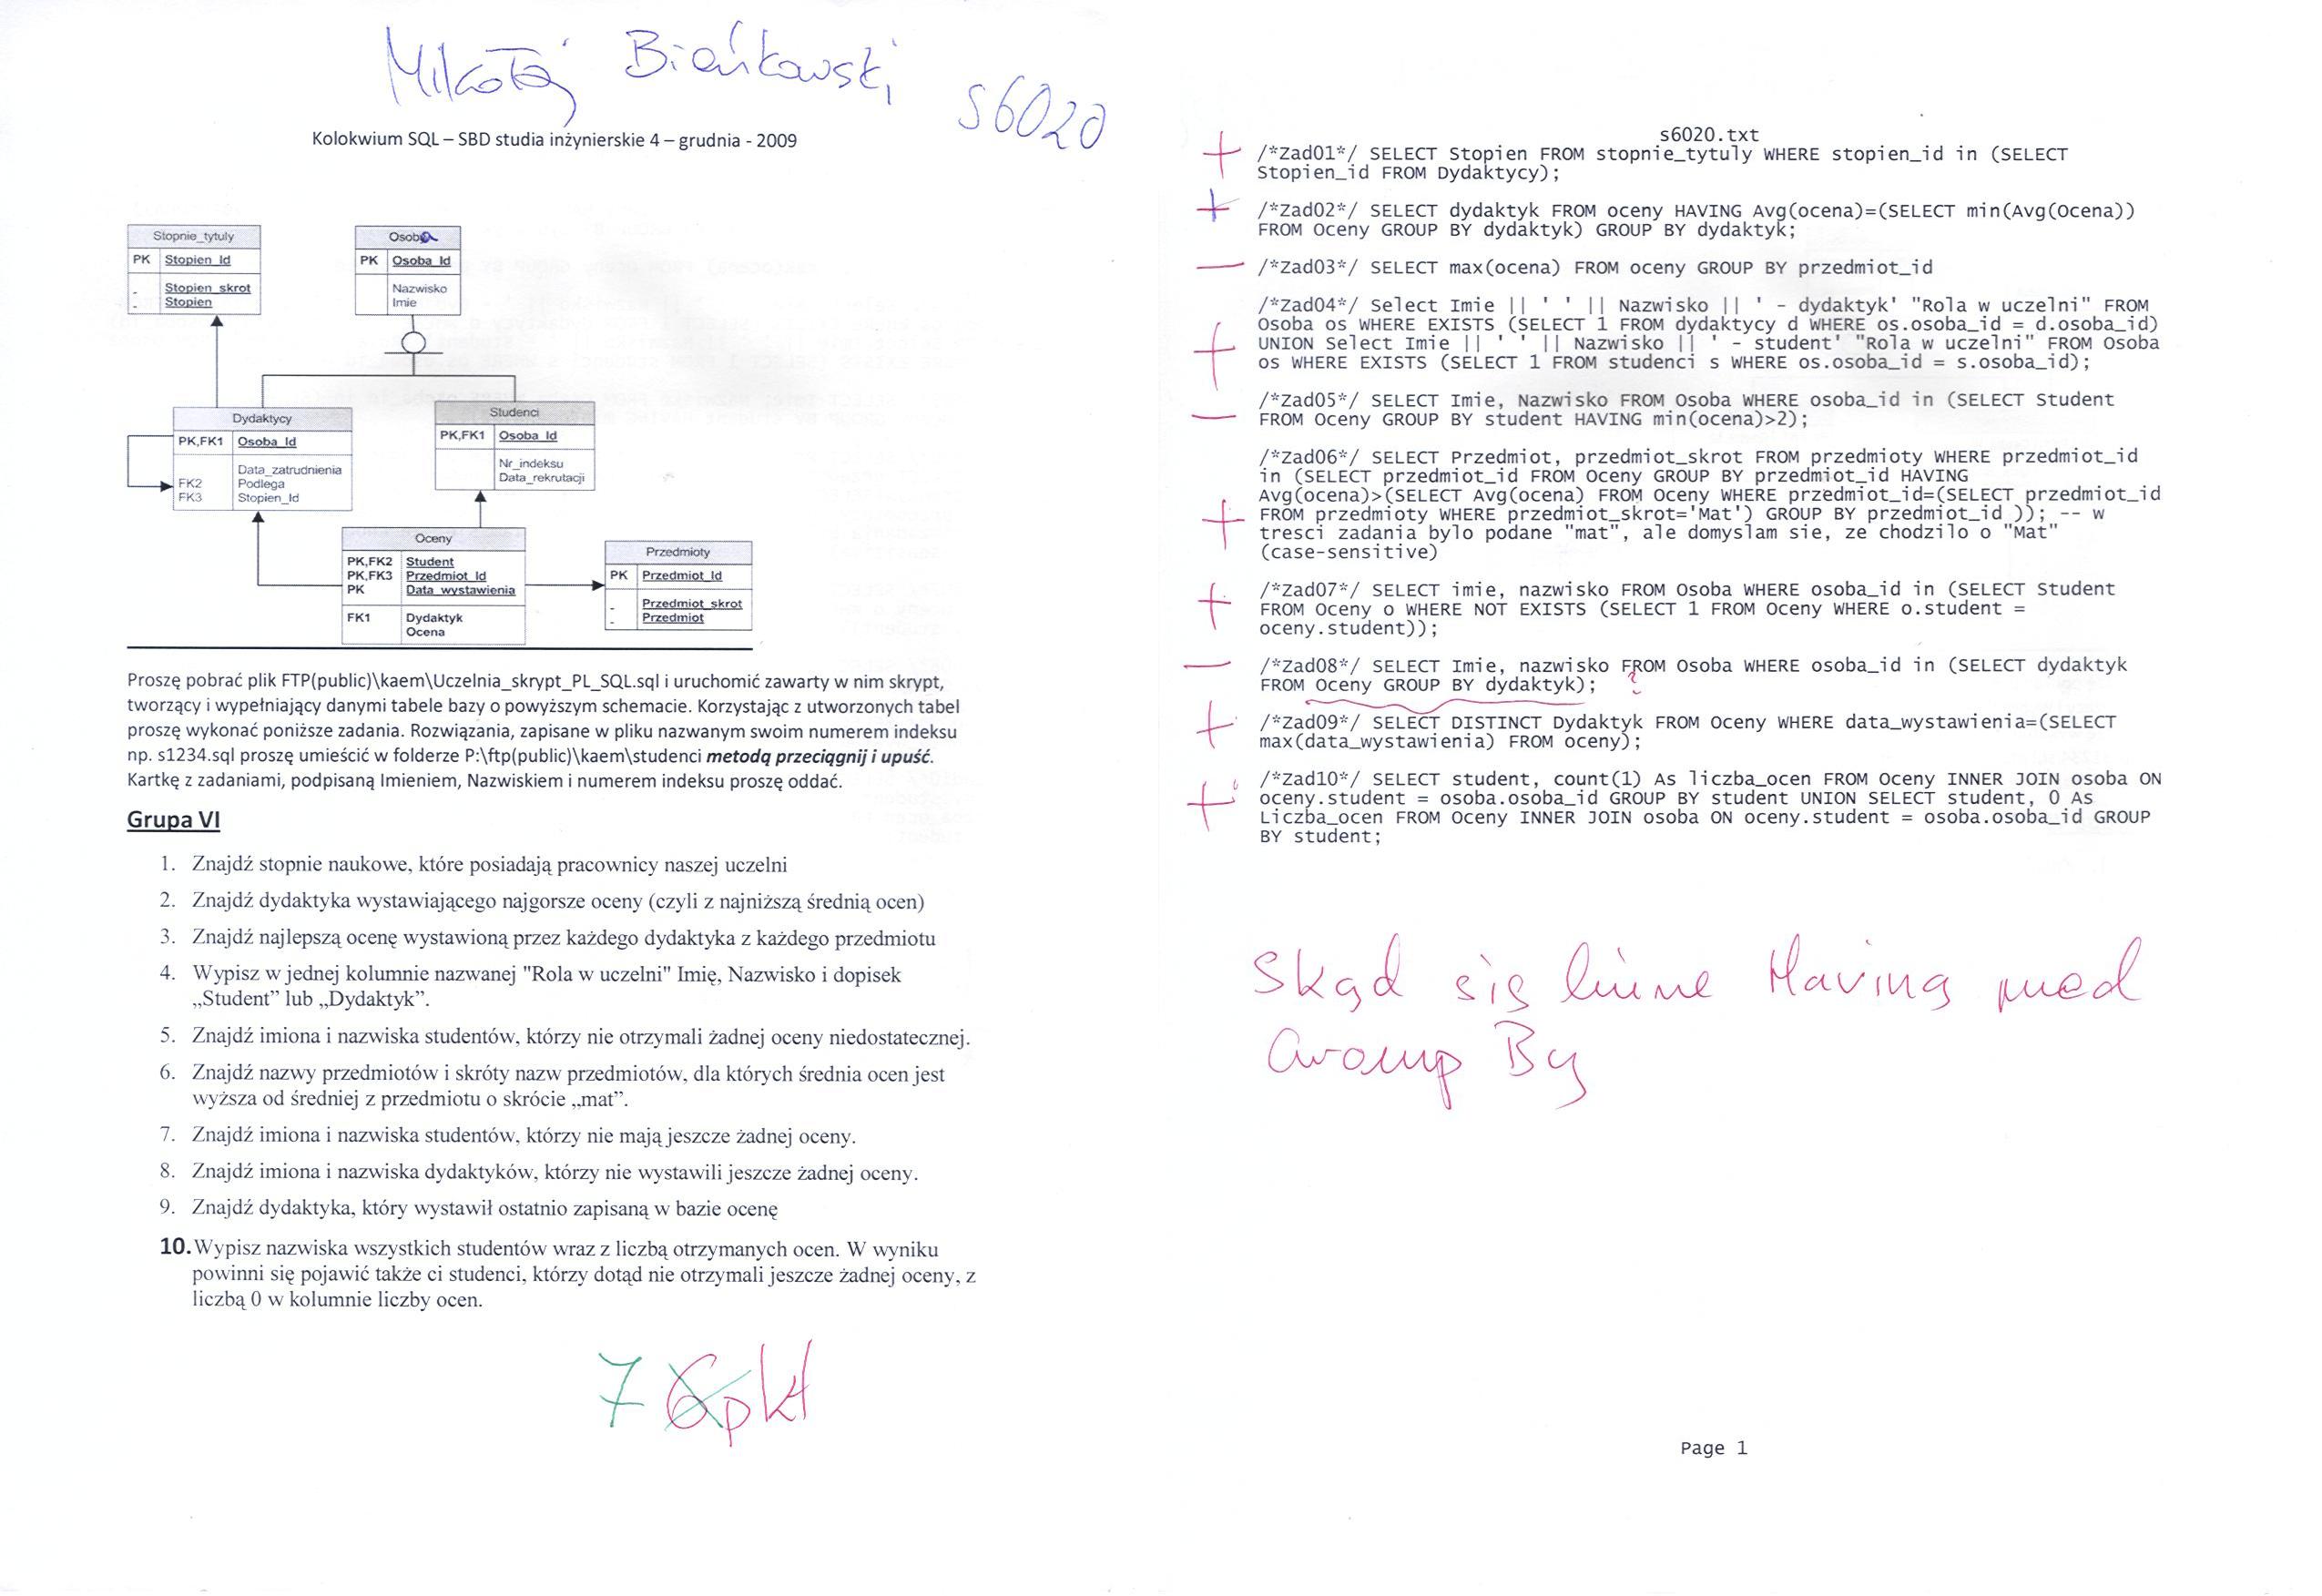 Mikołaj Bieńkowski s6020
Kolokwium SQL – SBD studia inżynierskie 4 – grudnia - 2009
Stopnie_tytuly
PK Stopien_Id
Stopien_skrot
Stopien
Osoba
PK Osoba_Id
Nazwisko
Imie
Dydaktycy
PK,FK1 Osoba_Id
Data_zatrudnienia
FK2 Podlega
FK3 Stopien_Id
Studenci
PK,FK1 Osoba_Id
Nr_indeksu
Data_rekrutacji
Oceny
PK,FK2 Student
PK,FK3 Przedmiot_Id
PK Data_wystawienia
FK1 Dydaktyk
Ocena
Przedmioty
PK Przedmiot_Id
Przedmiot_skrot
Przedmiot
Proszę pobrać plik FTP(public)\kaem\Uczelnia_skrypt_PL_SQL.sql i uruchomić zawarty w nim skrypt,
tworzący i wypełniający danymi tabele bazy o powyższym schemacie. Korzystając z utworzonych tabel
proszę wykonać poniższe zadania. Rozwiązania, zapisane w pliku nazwanym swoim numerem indeksu
np. s1234.sql proszę umieścić w folderze P:\ftp(public)\kaem\studenci metodą przeciągnij i upuść.
Kartkę z zadaniami, podpisaną Imieniem, Nazwiskiem i numerem indeksu proszę oddać.
Grupa VI
1. Znajdź stopnie naukowe, które posiadają pracownicy naszej uczelni
2. Znajdź dydaktyka wystawiającego najgorsze oceny (czyli z najniższą średnią ocen)
3. Znajdź najlepszą ocenę wystawioną przez każdego dydaktyka z każdego przedmiotu
4. Wypisz w jednej kolumnie nazwanej "Rola w uczelni" Imię, Nazwisko i dopisek
„Student” lub „Dydaktyk”.
5. Znajdź imiona i nazwiska studentów, którzy nie otrzymali żadnej oceny niedostatecznej.
6. Znajdź nazwy przedmiotów i skróty nazw przedmiotów, dla których średnia ocen jest
wyższa od średniej z przedmiotu o skrócie „mat”.
7. Znajdź imiona i nazwiska studentów, którzy nie mają jeszcze żadnej oceny.
8. Znajdź imiona i nazwiska dydaktyków, którzy nie wystawili jeszcze żadnej oceny.
9. Znajdź dydaktyka, który wystawił ostatnio zapisaną w bazie ocenę
10. Wypisz nazwiska wszystkich studentów wraz z liczbą otrzymanych ocen. W wyniku
powinni się pojawić także ci studenci, którzy dotąd nie otrzymali jeszcze żadnej oceny, z
liczbą 0 w kolumnie liczby ocen.
7 6pkt
s6020.txt
+ /*Zad01*/ SELECT Stopien FROM stopnie_tytuly WHERE stopien_id in (SELECT
Stopien_id FROM Dydaktycy);
+ /*Zad02*/ SELECT dydaktyk FROM oceny HAVING Avg(ocena)=(SELECT min(Avg(Ocena))
FROM Oceny GROUP BY dydaktyk) GROUP BY dydaktyk;
– /*Zad03*/ SELECT max(ocena) FROM oceny GROUP BY przedmiot_id
/*Zad04*/ Select Imie || ' ' || Nazwisko || ' - dydaktyk' "Rola w uczelni" FROM
Osoba os WHERE EXISTS (SELECT 1 FROM dydaktycy d WHERE os.osoba_id = d.osoba_id)
+ UNION Select Imie || ' ' || Nazwisko || ' - student' "Rola w uczelni" FROM Osoba
os WHERE EXISTS (SELECT 1 FROM studenci s WHERE os.osoba_id = s.osoba_id);
/*Zad05*/ SELECT Imie, Nazwisko FROM Osoba WHERE osoba_id in (SELECT Student
– FROM Oceny GROUP BY student HAVING min(ocena)>2);
/*Zad06*/ SELECT Przedmiot, przedmiot_skrot FROM przedmioty WHERE przedmiot_id
in (SELECT przedmiot_id FROM Oceny GROUP BY przedmiot_id HAVING
Avg(ocena)>(SELECT Avg(ocena) FROM Oceny WHERE przedmiot_id=(SELECT przedmiot_id
+ FROM przedmioty WHERE przedmiot_skrot='Mat') GROUP BY przedmiot_id )); -- w
tresci zadania bylo podane "mat", ale domyslam sie, ze chodzilo o "Mat"
(case-sensitive)
+ /*Zad07*/ SELECT imie, nazwisko FROM Osoba WHERE osoba_id in (SELECT Student
FROM Oceny o WHERE NOT EXISTS (SELECT 1 FROM Oceny WHERE o.student =
oceny.student));
– /*Zad08*/ SELECT Imie, nazwisko FROM Osoba WHERE osoba_id in (SELECT dydaktyk
FROM Oceny GROUP BY dydaktyk); ?
+ /*Zad09*/ SELECT DISTINCT Dydaktyk FROM Oceny WHERE data_wystawienia=(SELECT
max(data_wystawienia) FROM oceny);
/*Zad10*/ SELECT student, count(1) As liczba_ocen FROM Oceny INNER JOIN osoba ON
+ oceny.student = osoba.osoba_id GROUP BY student UNION SELECT student, 0 As
Liczba_ocen FROM Oceny INNER JOIN osoba ON oceny.student = osoba.osoba_id GROUP
BY student;
Skąd się bierze Having przed
Group By
Page 1